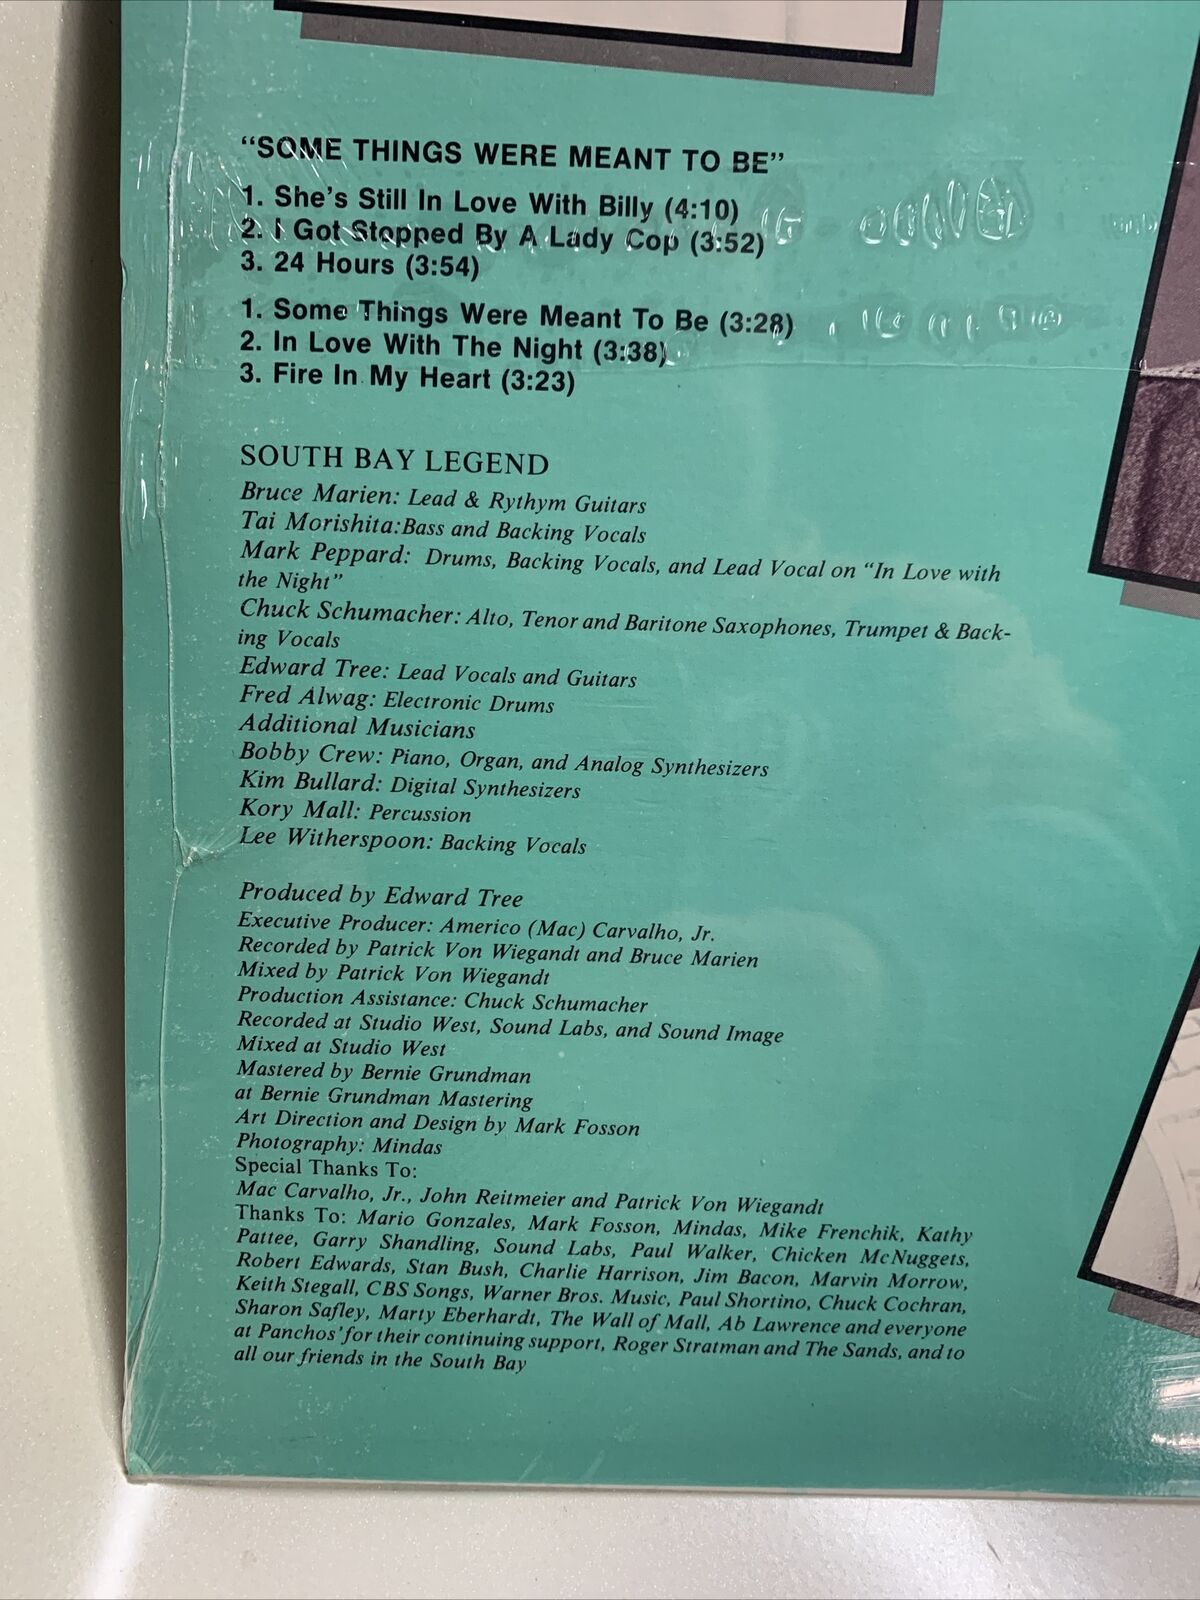 "SOME THINGS WERE MEANT TO BE"
1. She's Still In Love With Billy (4:10)
2. I Got Stopped By A Lady Cop (3:52)
3. 24 Hours (3:54)
1. Some Things Were Meant To Be (3:28)
2. In Love With The Night (3:38)
3. Fire In My Heart (3:23)
SOUTH BAY LEGEND
Bruce Marien: Lead & Rythym Guitars
Tai Morishita:Bass and Backing Vocals
Mark Peppard: Drums, Backing Vocals, and Lead Vocal on "In Love with
the Night"
Chuck Schumacher: Alto, Tenor and Baritone Saxophones, Trumpet & Back-
ing Vocals
Edward Tree: Lead Vocals and Guitars
Fred Alwag: Electronic Drums
Additional Musicians
Bobby Crew: Piano, Organ, and Analog Synthesizers
Kim Bullard: Digital Synthesizers
Kory Mall: Percussion
Lee Witherspoon: Backing Vocals
Produced by Edward Tree
Executive Producer: Americo (Mac) Carvalho, Jr.
Recorded by Patrick Von Wiegandt and Bruce Marien
Mixed by Patrick Von Wiegandt
Production Assistance: Chuck Schumacher
Recorded at Studio West, Sound Labs, and Sound Image
Mixed at Studio West
Mastered by Bernie Grundman
at Bernie Grundman Mastering
Art Direction and Design by Mark Fosson
Photography: Mindas
Special Thanks To:
Mac Carvalho, Jr., John Reitmeier and Patrick Von Wiegandt
Thanks To: Mario Gonzales, Mark Fosson, Mindas, Mike Frenchik, Kathy
Pattee, Garry Shandling, Sound Labs, Paul Walker, Chicken McNuggets,
Robert Edwards, Stan Bush, Charlie Harrison, Jim Bacon, Marvin Morrow,
Keith Stegall, CBS Songs, Warner Bros. Music, Paul Shortino, Chuck Cochran,
Sharon Safley, Marty Eberhardt, The Wall of Mall, Ab Lawrence and everyone
at Panchos' for their continuing support, Roger Stratman and The Sands, and to
all our friends in the South Bay